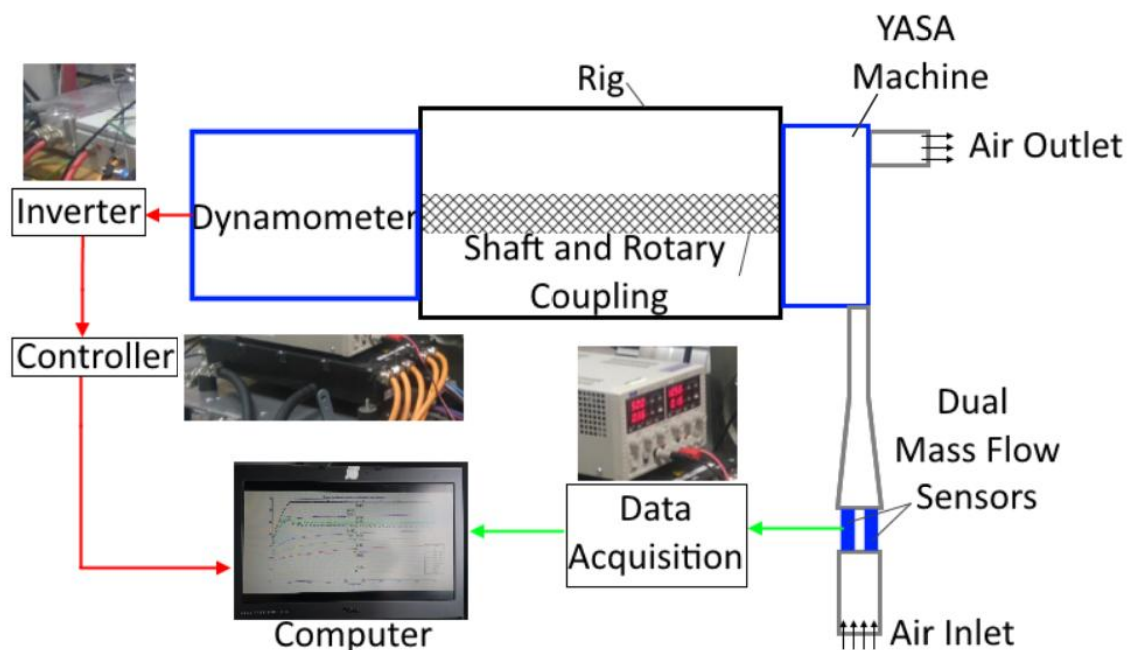 YASA
Machine
Rig
Air Outlet
Inverter
Dynamometer
Shaft and Rotary
Coupling
Controller
Dual
Mass Flow
Sensors
Data
Acquisition
Computer
Air Inlet